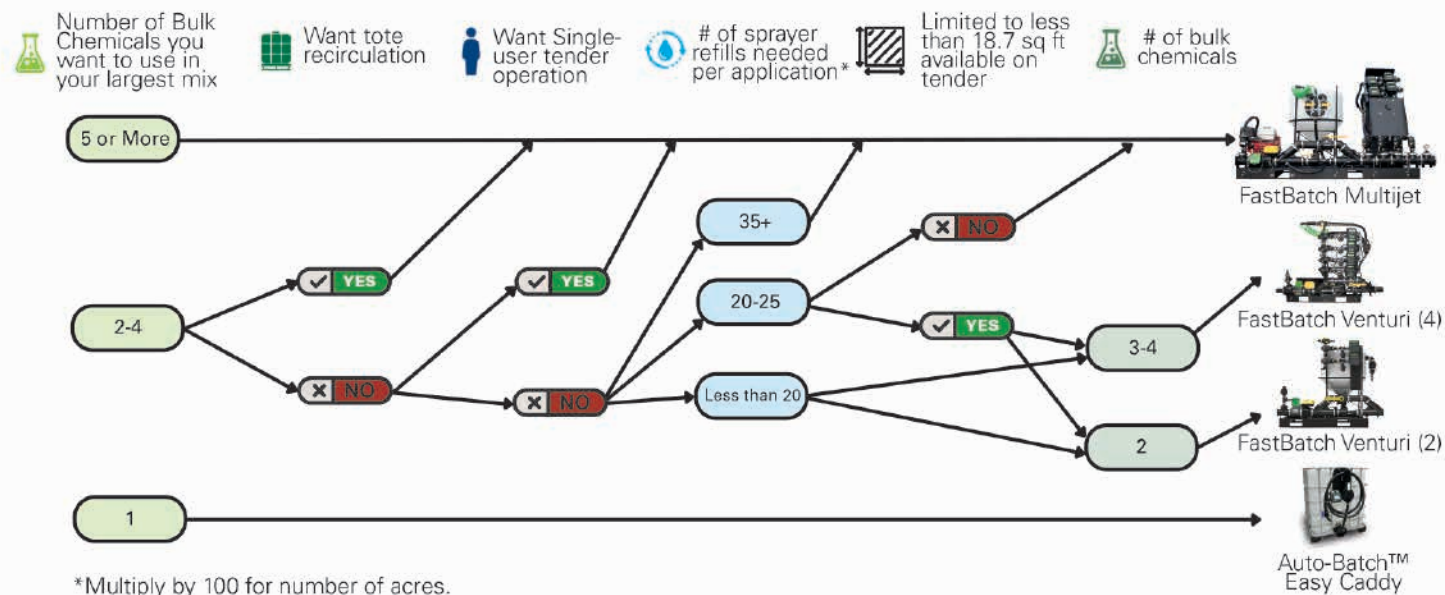 Number of Bulk
Chemicals you
want to use in
your largest mix
Want tote
recirculation
Want Single-
user tender
operation
# of sprayer
refills needed
per application*
Limited to less
than 18.7 sq ft
available on
tender
# of bulk
chemicals
5 or More
FastBatch Multijet
35+
NO
YES
YES
20-25
2-4
YES
FastBatch Venturi (4)
3-4
NO
NO
Less than 20
2
FastBatch Venturi (2)
1
Auto-Batch™
Easy Caddy
*Multiply by 100 for number of acres.